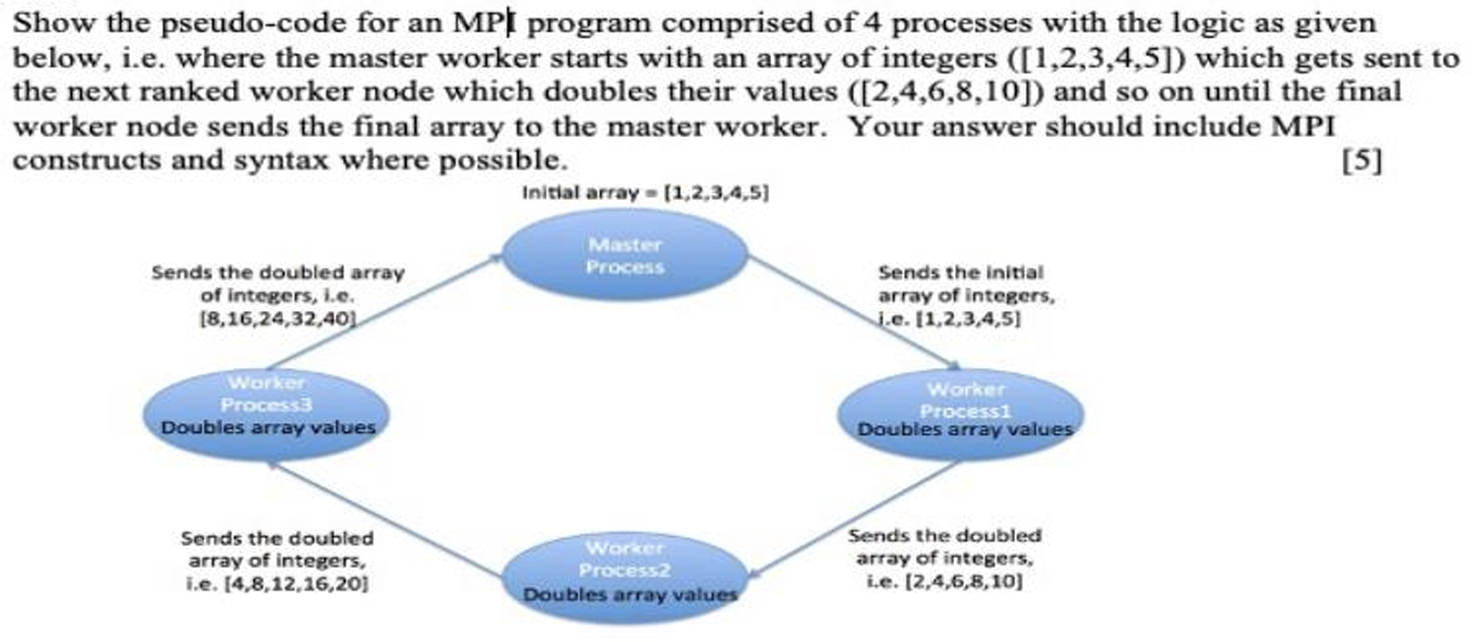 Show the pseudo-code for an MPI program comprised of 4 processes with the logic as given
below, i.e. where the master worker starts with an array of integers ([1,2,3,4,5]) which gets sent to
the next ranked worker node which doubles their values ([2,4,6,8,10]) and so on until the final
worker node sends the final array to the master worker.  Your answer should include MPI
constructs and syntax where possible. [5]
Initial array = [1,2,3,4,5]
Master
Process
Sends the doubled array
of integers, i.e.
[8,16,24,32,40]
Sends the initial
array of integers,
i.e. [1,2,3,4,5]
Worker
Process3
Doubles array values
Worker
Process1
Doubles array values
Sends the doubled
array of integers,
i.e. [4,8,12,16,20]
Worker
Process2
Doubles array values
Sends the doubled
array of integers,
i.e. [2,4,6,8,10]